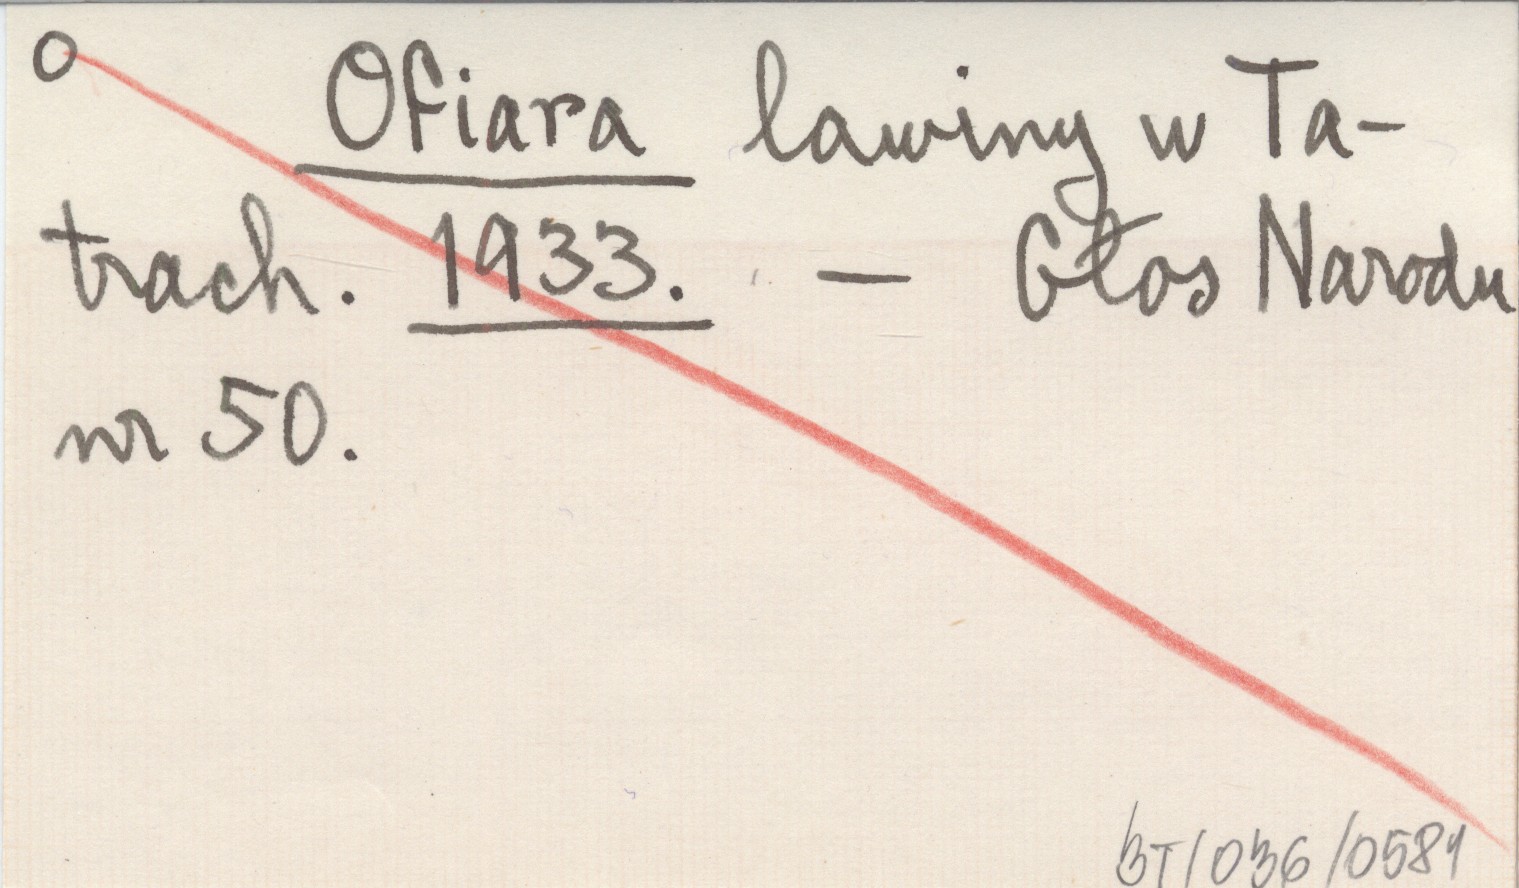 O Ofiara lawiny w Ta-
trach. 1933. — Głos Narodu
nr 50.
BT/036/0581